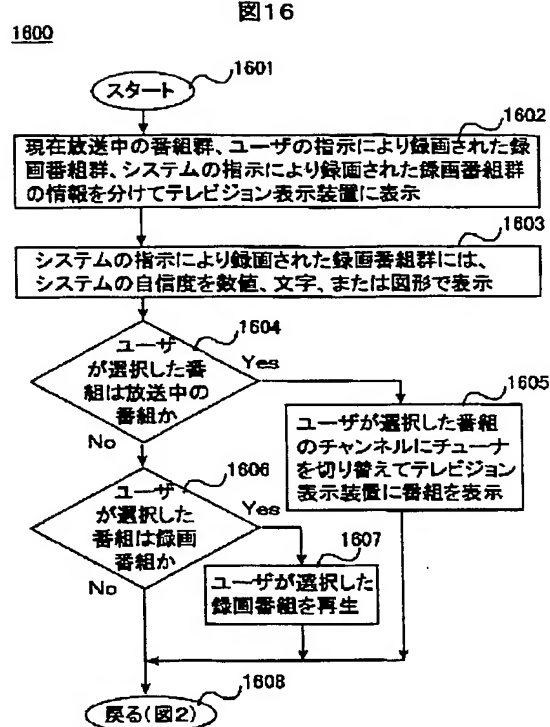 図16
1600
1601
スタート
1602
現在放送中の番組群、ユーザの指示により録画された録
画番組群、システムの指示により録画された録画番組群
の情報を分けてテレビジョン表示装置に表示
1603
システムの指示により録画された録画番組群には、
システムの自信度を数値、文字、または図形で表示
1604
ユーザ
が選択した番
組は放送中の
番組か
Yes
No
1605
ユーザが選択した番組
のチャンネルにチューナ
を切り替えてテレビジョン
表示装置に番組を表示
1606
ユーザ
が選択した
番組は録画
番組か
Yes
No
1607
ユーザが選択した
録画番組を再生
1608
戻る(図2)